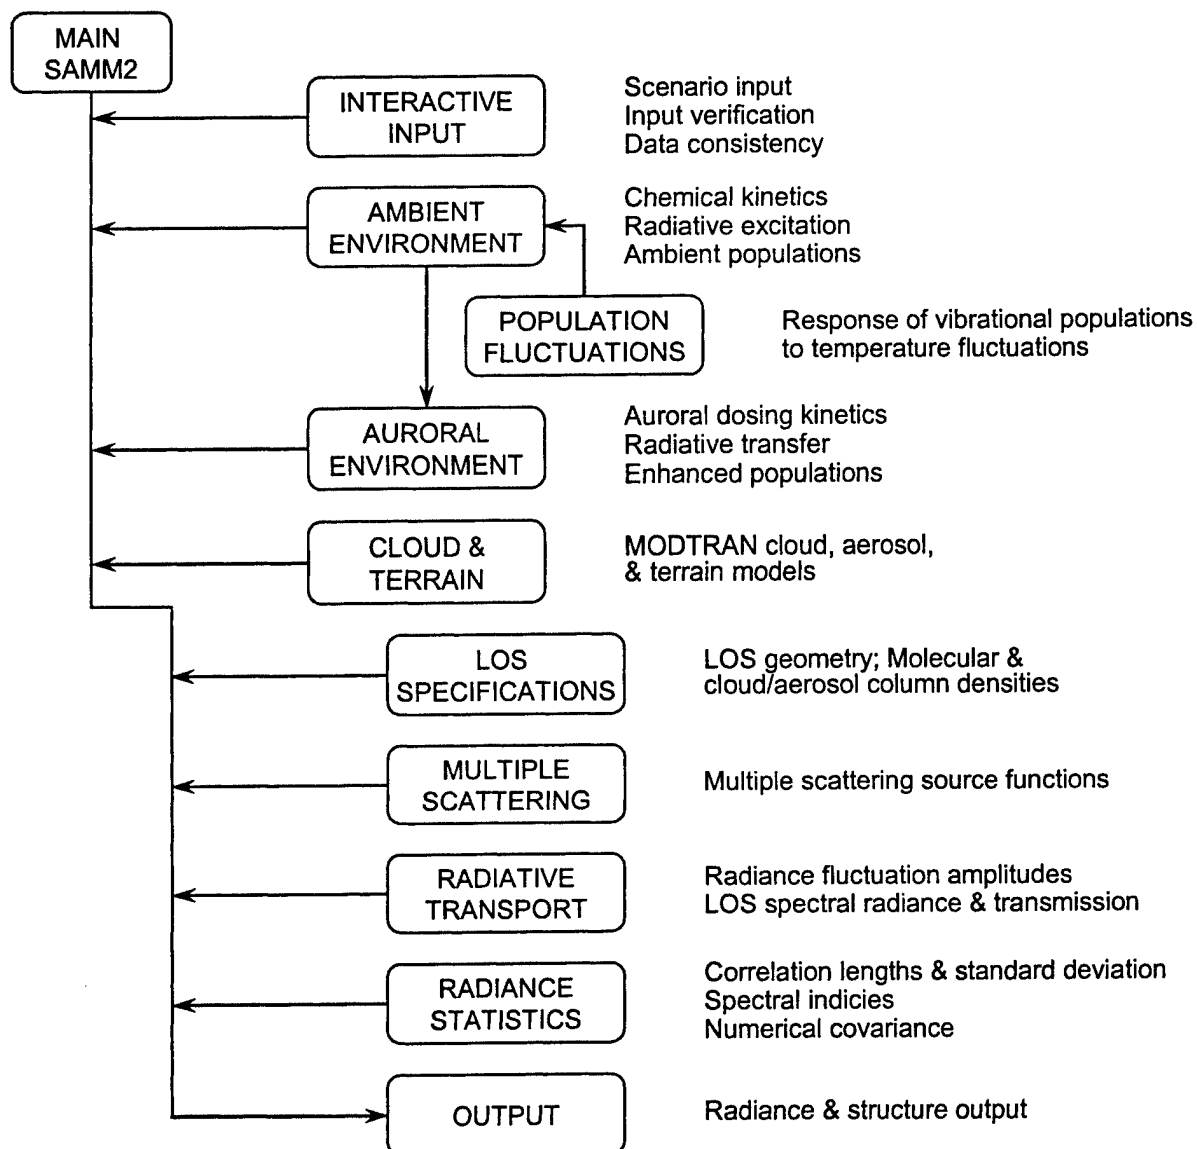 MAIN
SAMM2
INTERACTIVE
INPUT
Scenario input
Input verification
Data consistency
AMBIENT
ENVIRONMENT
Chemical kinetics
Radiative excitation
Ambient populations
POPULATION
FLUCTUATIONS
Response of vibrational populations
to temperature fluctuations
AURORAL
ENVIRONMENT
Auroral dosing kinetics
Radiative transfer
Enhanced populations
CLOUD &
TERRAIN
MODTRAN cloud, aerosol,
& terrain models
LOS
SPECIFICATIONS
LOS geometry; Molecular &
cloud/aerosol column densities
MULTIPLE
SCATTERING
Multiple scattering source functions
RADIATIVE
TRANSPORT
Radiance fluctuation amplitudes
LOS spectral radiance & transmission
RADIANCE
STATISTICS
Correlation lengths & standard deviation
Spectral indicies
Numerical covariance
OUTPUT
Radiance & structure output